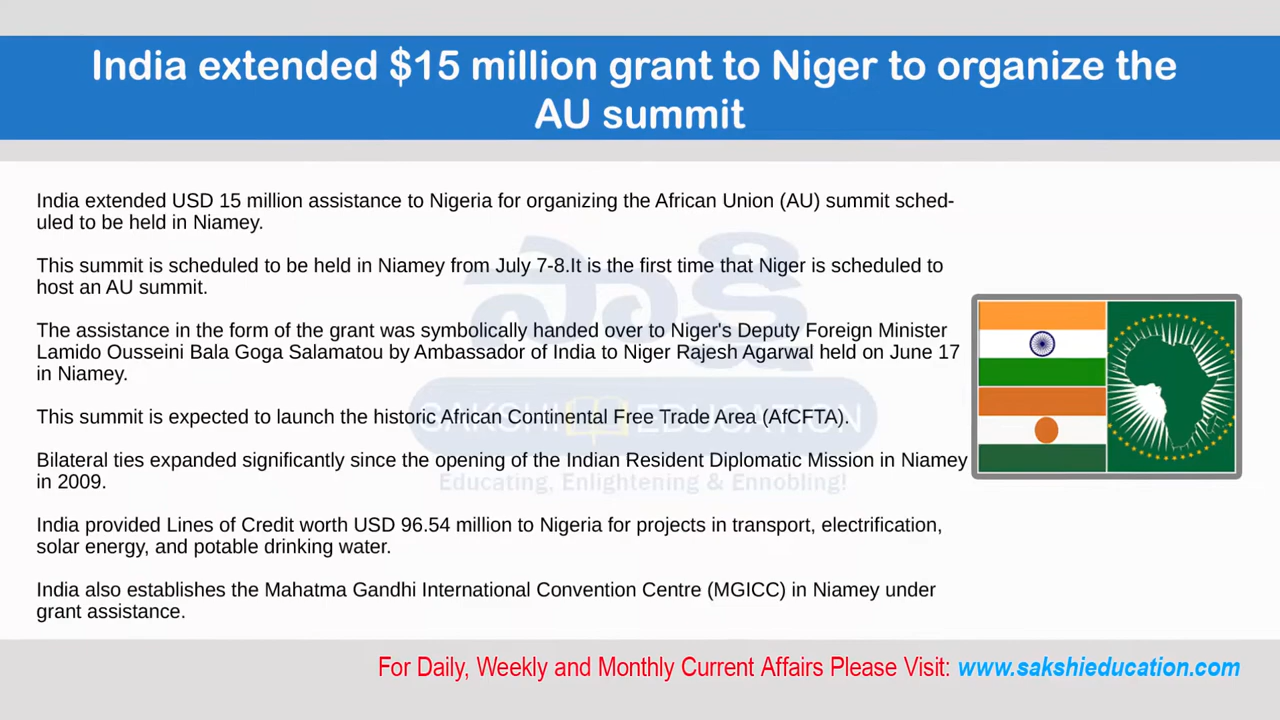 India extended $15 million grant to Niger to organize the
AU summit
India extended USD 15 million assistance to Nigeria for organizing the African Union (AU) summit sched-
uled to be held in Niamey.
This summit is scheduled to be held in Niamey from July 7-8.It is the first time that Niger is scheduled to
host an AU summit.
The assistance in the form of the grant was symbolically handed over to Niger's Deputy Foreign Minister
Lamido Ousseini Bala Goga Salamatou by Ambassador of India to Niger Rajesh Agarwal held on June 17
in Niamey.
This summit is expected to launch the historic African Continental Free Trade Area (AfCFTA).
Bilateral ties expanded significantly since the opening of the Indian Resident Diplomatic Mission in Niamey
in 2009.
India provided Lines of Credit worth USD 96.54 million to Nigeria for projects in transport, electrification,
solar energy, and potable drinking water.
India also establishes the Mahatma Gandhi International Convention Centre (MGICC) in Niamey under
grant assistance.
సాక్షి
SAKSHI EDUCATION
Educating, Enlightening & Ennobling!
For Daily, Weekly and Monthly Current Affairs Please Visit: www.sakshieducation.com